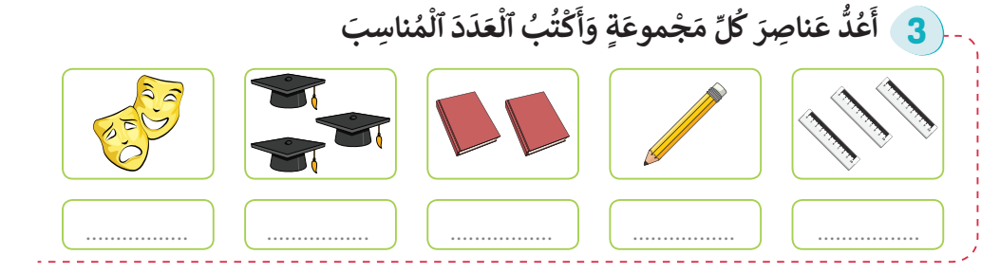 3 أَعُدُّ عَناصِرَ كُلِّ مَجْموعَةٍ وَأَكْتُبُ ٱلْعَدَدَ ٱلْمُناسِبَ
................ ................ ................ ................ ................